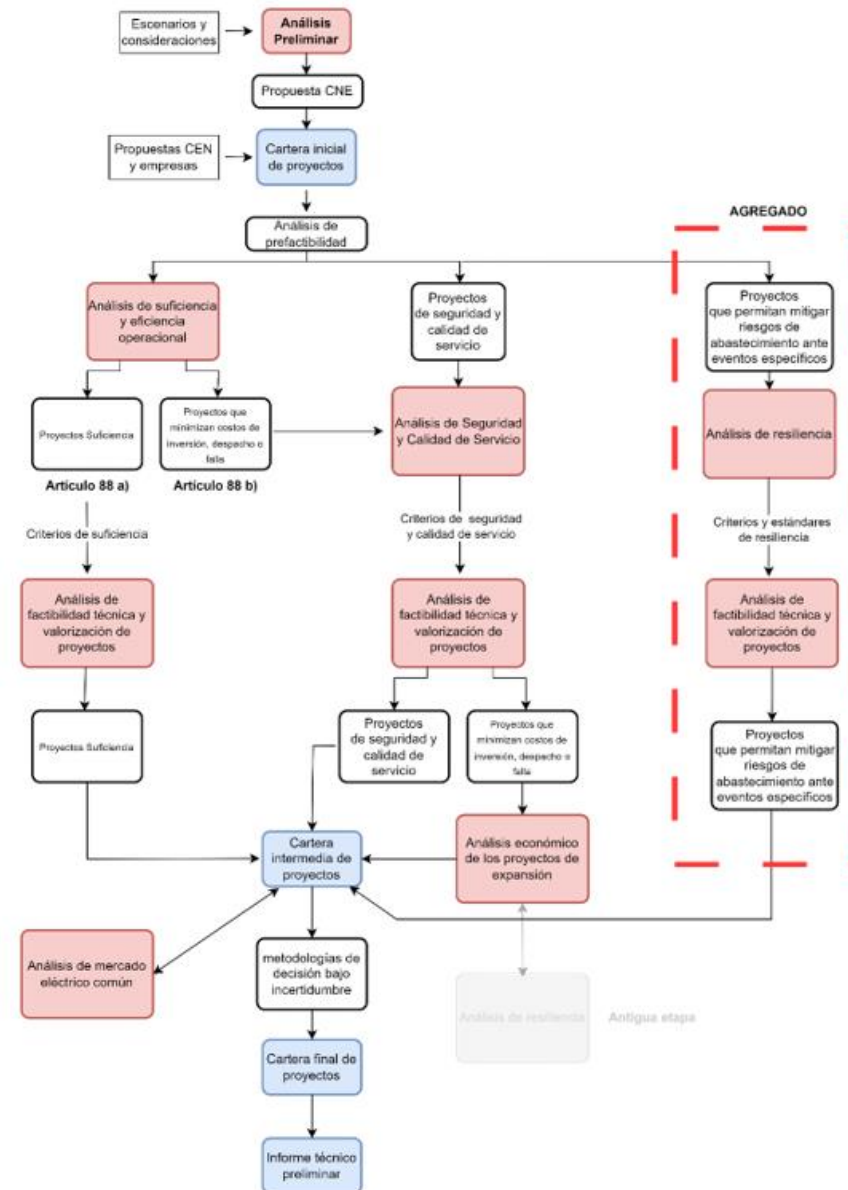 Escenarios y
consideraciones
Análisis
Preliminar
Propuesta CNE
Propuestas CEN
y empresas
Cartera inicial
de proyectos
Análisis de
prefactibilidad
AGREGADO
Análisis de suficiencia
y eficiencia
operacional
Proyectos
de seguridad y
calidad de
servicio
Proyectos
que permitan mitigar
riesgos de
abastecimiento ante
eventos específicos
Proyectos Suficiencia
Proyectos que
minimizan costos de
inversión, despacho o
falla
Análisis de Seguridad
y Calidad de Servicio
Análisis de resiliencia
Artículo 88 a)
Artículo 88 b)
Criterios de suficiencia
Criterios de seguridad
y calidad de servicio
Criterios y estándares
de resiliencia
Análisis de
factibilidad técnica y
valorización de
proyectos
Análisis de
factibilidad técnica y
valorización de
proyectos
Análisis de
factibilidad técnica y
valorización de
proyectos
Proyectos Suficiencia
Proyectos
de seguridad y
calidad de
servicio
Proyectos que
minimizan costos de
inversión, despacho o
falla
Proyectos
que permitan mitigar
riesgos de
abastecimiento ante
eventos específicos
Cartera
intermedia de
proyectos
Análisis económico
de los proyectos de
expansión
Análisis de mercado
eléctrico común
metodologías de
decisión bajo
incertidumbre
Análisis de resiliencia
Antigua etapa
Cartera final de
proyectos
Informe técnico
preliminar